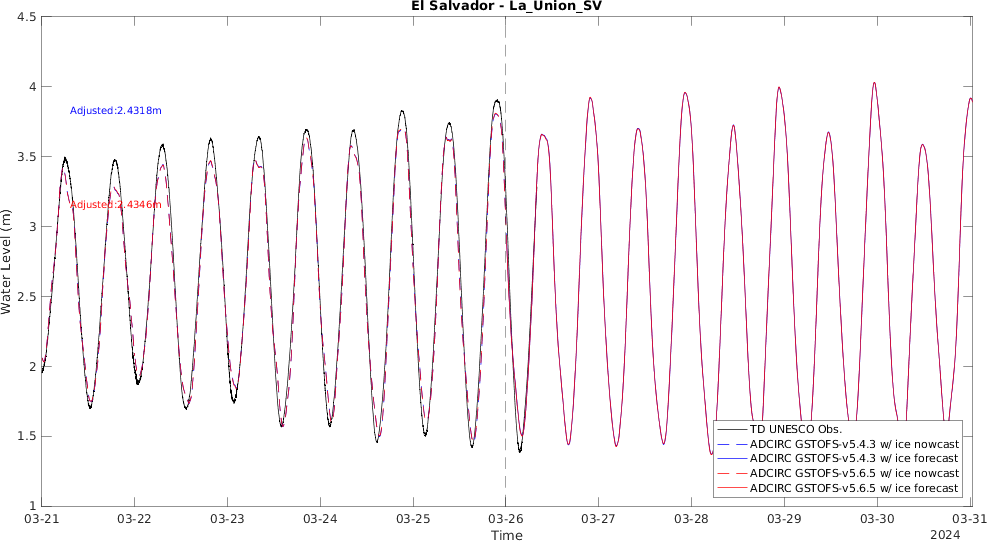 El Salvador - La_Union_SV
4.5
4
3.5
3
2.5
2
1.5
1
Water Level (m)
Adjusted:2.4318m
Adjusted:2.4346m
TD UNESCO Obs.
ADCIRC GSTOFS-v5.4.3 w/ ice nowcast
ADCIRC GSTOFS-v5.4.3 w/ ice forecast
ADCIRC GSTOFS-v5.6.5 w/ ice nowcast
ADCIRC GSTOFS-v5.6.5 w/ ice forecast
03-21 03-22 03-23 03-24 03-25 03-26 03-27 03-28 03-29 03-30 03-31
Time
2024